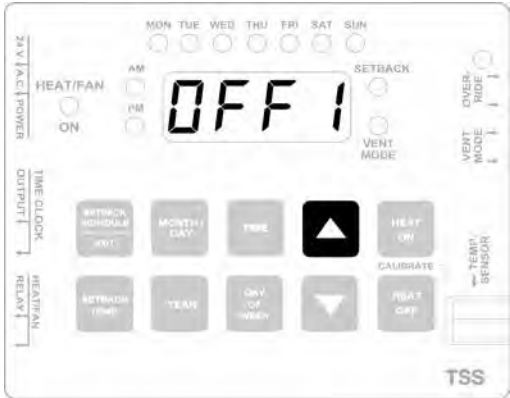 MON TUE WED THU FRI SAT SUN
24 V. A.C. POWER
HEAT/FAN
ON
AM
PM
OFF1
SETBACK
VENT
MODE
OVER-
RIDE
VENT
MODE
TIME CLOCK
OUTPUT
HEAT/FAN
RELAY
SETBACK
SCHEDULE
MONTH/
DAY
TIME
HEAT
ON
CALIBRATE
SETBACK
TEMP
YEAR
DAY
OF
WEEK
HEAT
OFF
TEMP.
SENSOR
TSS